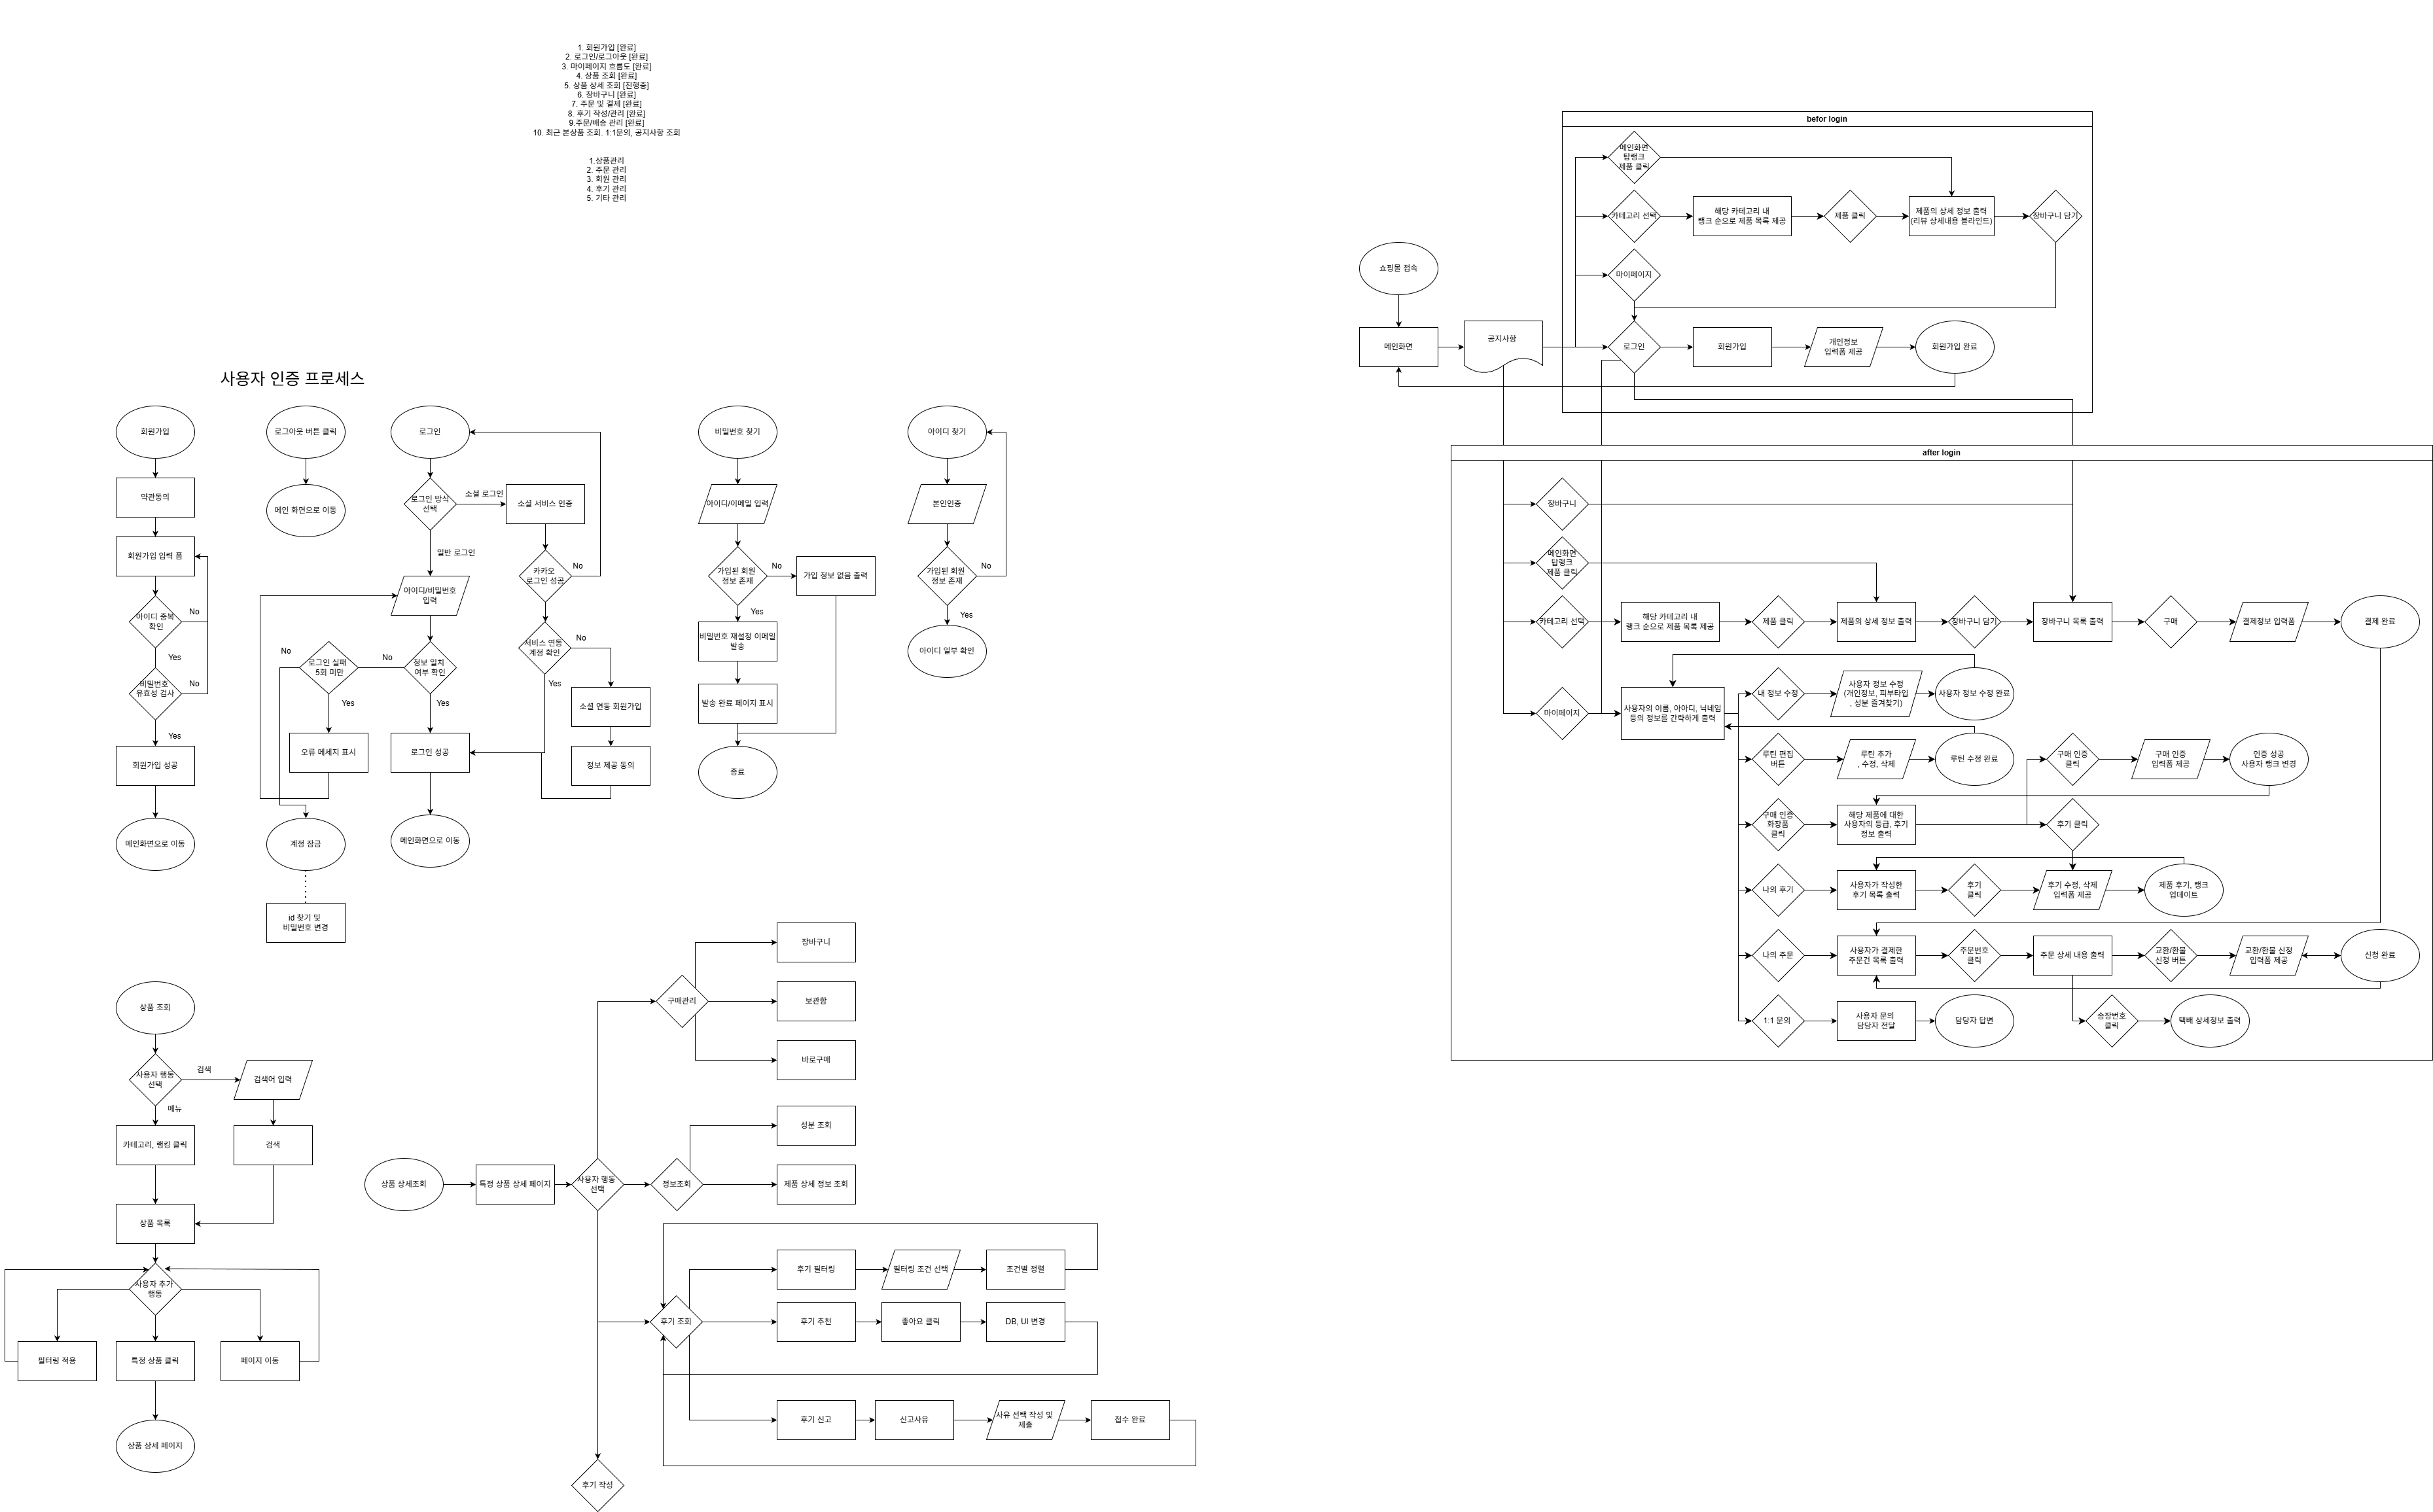 1. 회원가입 [완료]
2. 로그인/로그아웃 [완료]
3. 마이페이지 흐름도 [완료]
4. 상품 조회 [완료]
5. 상품 상세 조회 [진행중]
6. 장바구니 [완료]
7. 주문 및 결제 [완료]
8. 후기 작성/관리 [완료]
9.주문/배송 관리 [완료]
10. 최근 본상품 조회. 1:1문의, 공지사항 조회
1.상품관리
2. 주문 관리
3. 회원 관리
4. 후기 관리
5. 기타 관리
사용자 인증 프로세스
회원가입
약관동의
회원가입 입력 폼
아이디 중복
확인
No
Yes
비밀번호
유효성 검사
No
Yes
회원가입 성공
메인화면으로 이동
로그아웃 버튼 클릭
메인 화면으로 이동
로그인
로그인 방식
선택
소셜 로그인
소셜 서비스 인증
일반 로그인
카카오
로그인 성공
No
아이디/비밀번호
입력
서비스 연동
계정 확인
No
Yes
정보 일치
여부 확인
No
Yes
로그인 실패
5회 미만
No
Yes
소셜 연동 회원가입
정보 제공 동의
오류 메세지 표시
로그인 성공
메인화면으로 이동
계정 잠금
id 찾기 및
비밀번호 변경
비밀번호 찾기
아이디/이메일 입력
가입된 회원
정보 존재
No
가입 정보 없음 출력
Yes
비밀번호 재설정 이메일
발송
발송 완료 페이지 표시
종료
아이디 찾기
본인인증
가입된 회원
정보 존재
No
Yes
아이디 일부 확인
상품 조회
사용자 행동
선택
검색
검색어 입력
메뉴
카테고리, 랭킹 클릭
검색
상품 목록
사용자 추가
행동
필터링 적용
특정 상품 클릭
페이지 이동
상품 상세 페이지
상품 상세조회
특정 상품 상세 페이지
사용자 행동
선택
구매관리
장바구니
보관함
바로구매
정보조회
성분 조회
제품 상세 정보 조회
후기 조회
후기 필터링
필터링 조건 선택
조건별 정렬
후기 추천
좋아요 클릭
DB, UI 변경
후기 신고
신고사유
사유 선택 작성 및
제출
접수 완료
후기 작성
쇼핑몰 접속
메인화면
공지사항
befor login
메인화면
탑랭크
제품 클릭
카테고리 선택
해당 카테고리 내
랭크 순으로 제품 목록 제공
제품 클릭
제품의 상세 정보 출력
(리뷰 상세내용 블라인드)
장바구니 담기
마이페이지
로그인
회원가입
개인정보
입력폼 제공
회원가입 완료
after login
장바구니
메인화면
탑랭크
제품 클릭
카테고리 선택
해당 카테고리 내
랭크 순으로 제품 목록 제공
제품 클릭
제품의 상세 정보 출력
장바구니 담기
장바구니 목록 출력
구매
결제정보 입력폼
결제 완료
마이페이지
사용자의 이름, 아아디, 닉네임
등의 정보를 간략하게 출력
내 정보 수정
사용자 정보 수정
(개인정보, 피부타입
, 성분 즐겨찾기)
사용자 정보 수정 완료
루틴 편집
버튼
루틴 추가
, 수정, 삭제
루틴 수정 완료
구매 인증
클릭
구매 인증
입력폼 제공
인증 성공
사용자 랭크 변경
구매 인증
화장품
클릭
해당 제품에 대한
사용자의 등급, 후기
정보 출력
후기 클릭
나의 후기
사용자가 작성한
후기 목록 출력
후기
클릭
후기 수정, 삭제
입력폼 제공
제품 후기, 랭크
업데이트
나의 주문
사용자가 결제한
주문건 목록 출력
주문번호
클릭
주문 상세 내용 출력
교환/환불
신청 버튼
교환/환불 신청
입력폼 제공
신청 완료
1:1 문의
사용자 문의
담당자 전달
담당자 답변
송장번호
클릭
택배 상세정보 출력